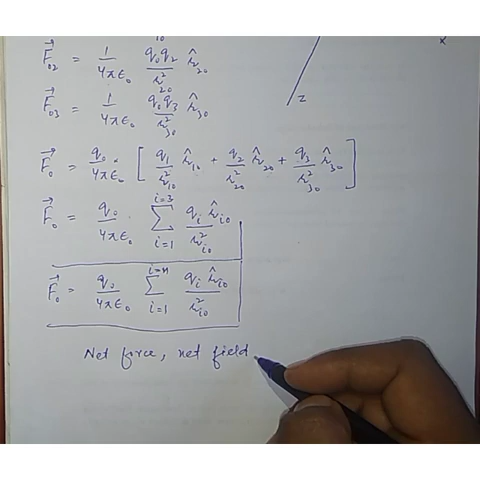 10 x
F⃗₀₂ = 1/4πε₀ q₀q₂/r²₂₀ r̂₂₀
z
F⃗₀₃ = 1/4πε₀ q₀q₃/r²₃₀ r̂₃₀
F⃗₀ = q₀/4πε₀ [ q₁/r²₁₀ r̂₁₀ + q₂/r²₂₀ r̂₂₀ + q₃/r²₃₀ r̂₃₀ ]
F⃗₀ = q₀/4πε₀ Σ i=1 i=3 qᵢ r̂ᵢ₀/r²ᵢ₀
F⃗₀ = q₀/4πε₀ Σ i=1 i=n qᵢ r̂ᵢ₀/r²ᵢ₀
Net force, net field